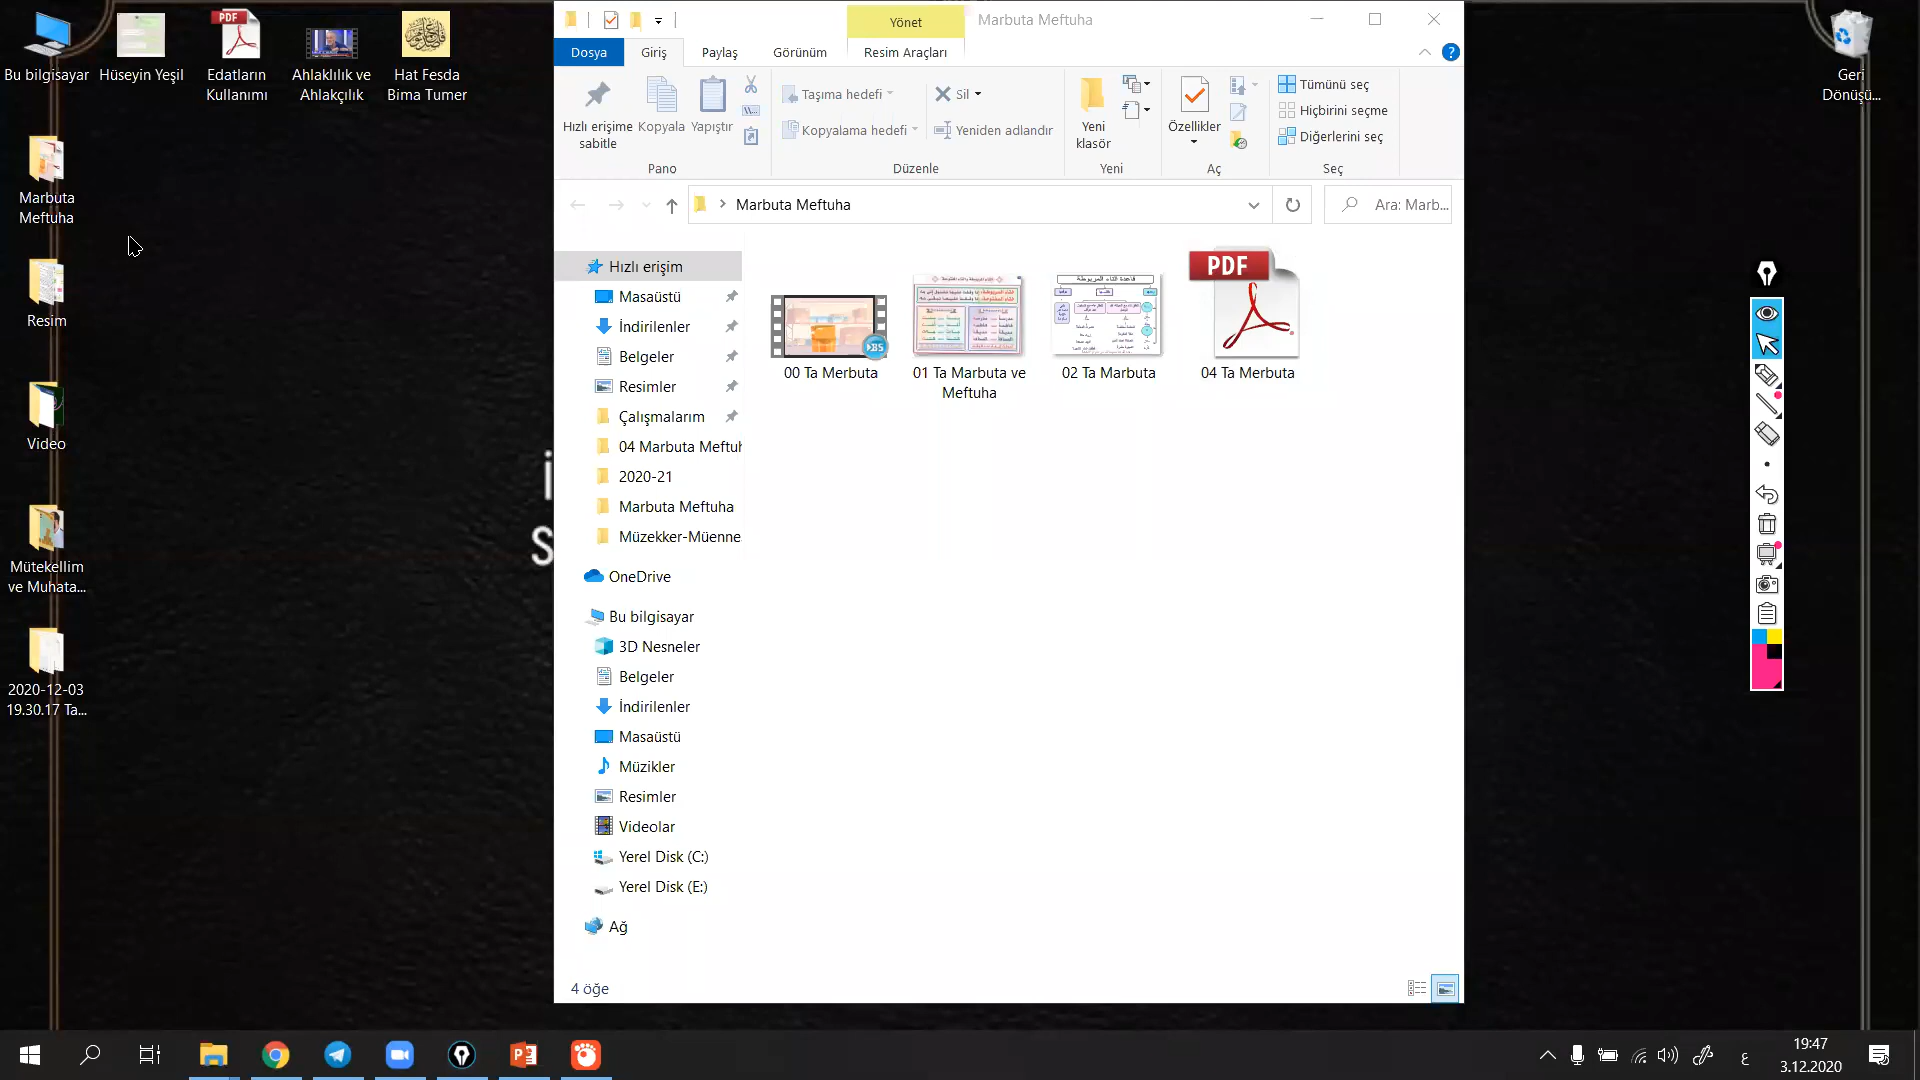 Bu bilgisayar
Hüseyin Yeşil
PDF
Edatların
Kullanımı
Ahlaklılık ve
Ahlakçılık
Hat Fesda
Bima Tumer
Marbuta
Meftuha
Resim
Video
Mütekellim
ve Muhata...
2020-12-03
19.30.17 Ta...
Geri
Dönüşü...
Yönet
Marbuta Meftuha
Dosya
Giriş
Paylaş
Görünüm
Resim Araçları
Hızlı erişime
sabitle
Kopyala
Yapıştır
Pano
Taşıma hedefi
Kopyalama hedefi
Sil
Yeniden adlandır
Düzenle
Yeni
klasör
Yeni
Özellikler
Aç
Tümünü seç
Hiçbirini seçme
Diğerlerini seç
Seç
Marbuta Meftuha
Ara: Marb...
Hızlı erişim
Masaüstü
İndirilenler
Belgeler
Resimler
Çalışmalarım
04 Marbuta Meftuh
2020-21
Marbuta Meftuha
Müzekker-Müenne
OneDrive
Bu bilgisayar
3D Nesneler
Belgeler
İndirilenler
Masaüstü
Müzikler
Resimler
Videolar
Yerel Disk (C:)
Yerel Disk (E:)
Ağ
00 Ta Merbuta
01 Ta Marbuta ve
Meftuha
قاعدة التاء المربوطة
02 Ta Marbuta
PDF
04 Ta Merbuta
4 öğe
ع
19:47
3.12.2020